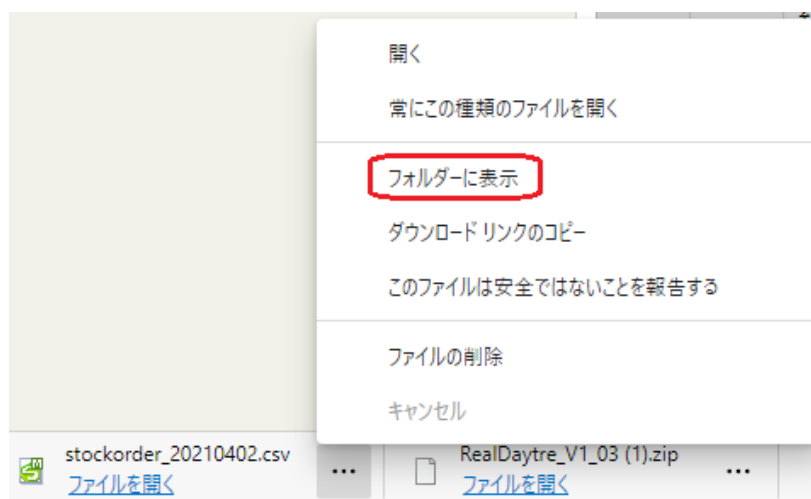 開く
常にこの種類のファイルを開く
フォルダーに表示
ダウンロード リンクのコピー
このファイルは安全ではないことを報告する
ファイルの削除
キャンセル
stockorder_20210402.csv
ファイルを開く
...
RealDaytre_V1_03 (1).zip
ファイルを開く
...